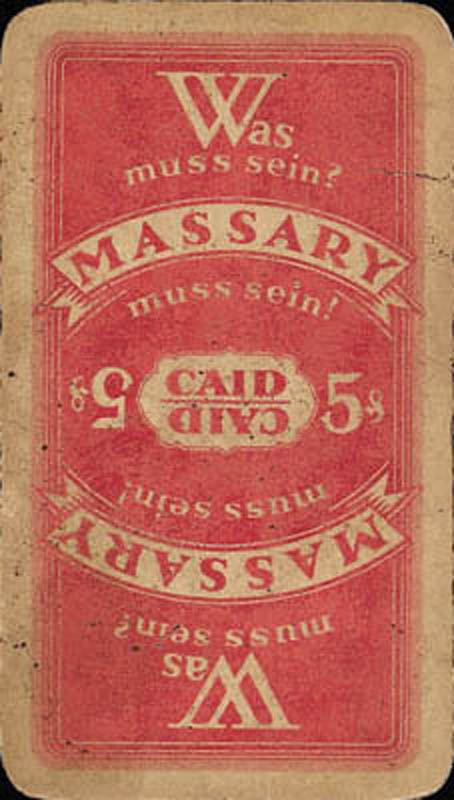 Was
muss sein?
MASSARY
muss sein!
CAID
5
CAID
5
muss sein!
MASSARY
muss sein?
Was